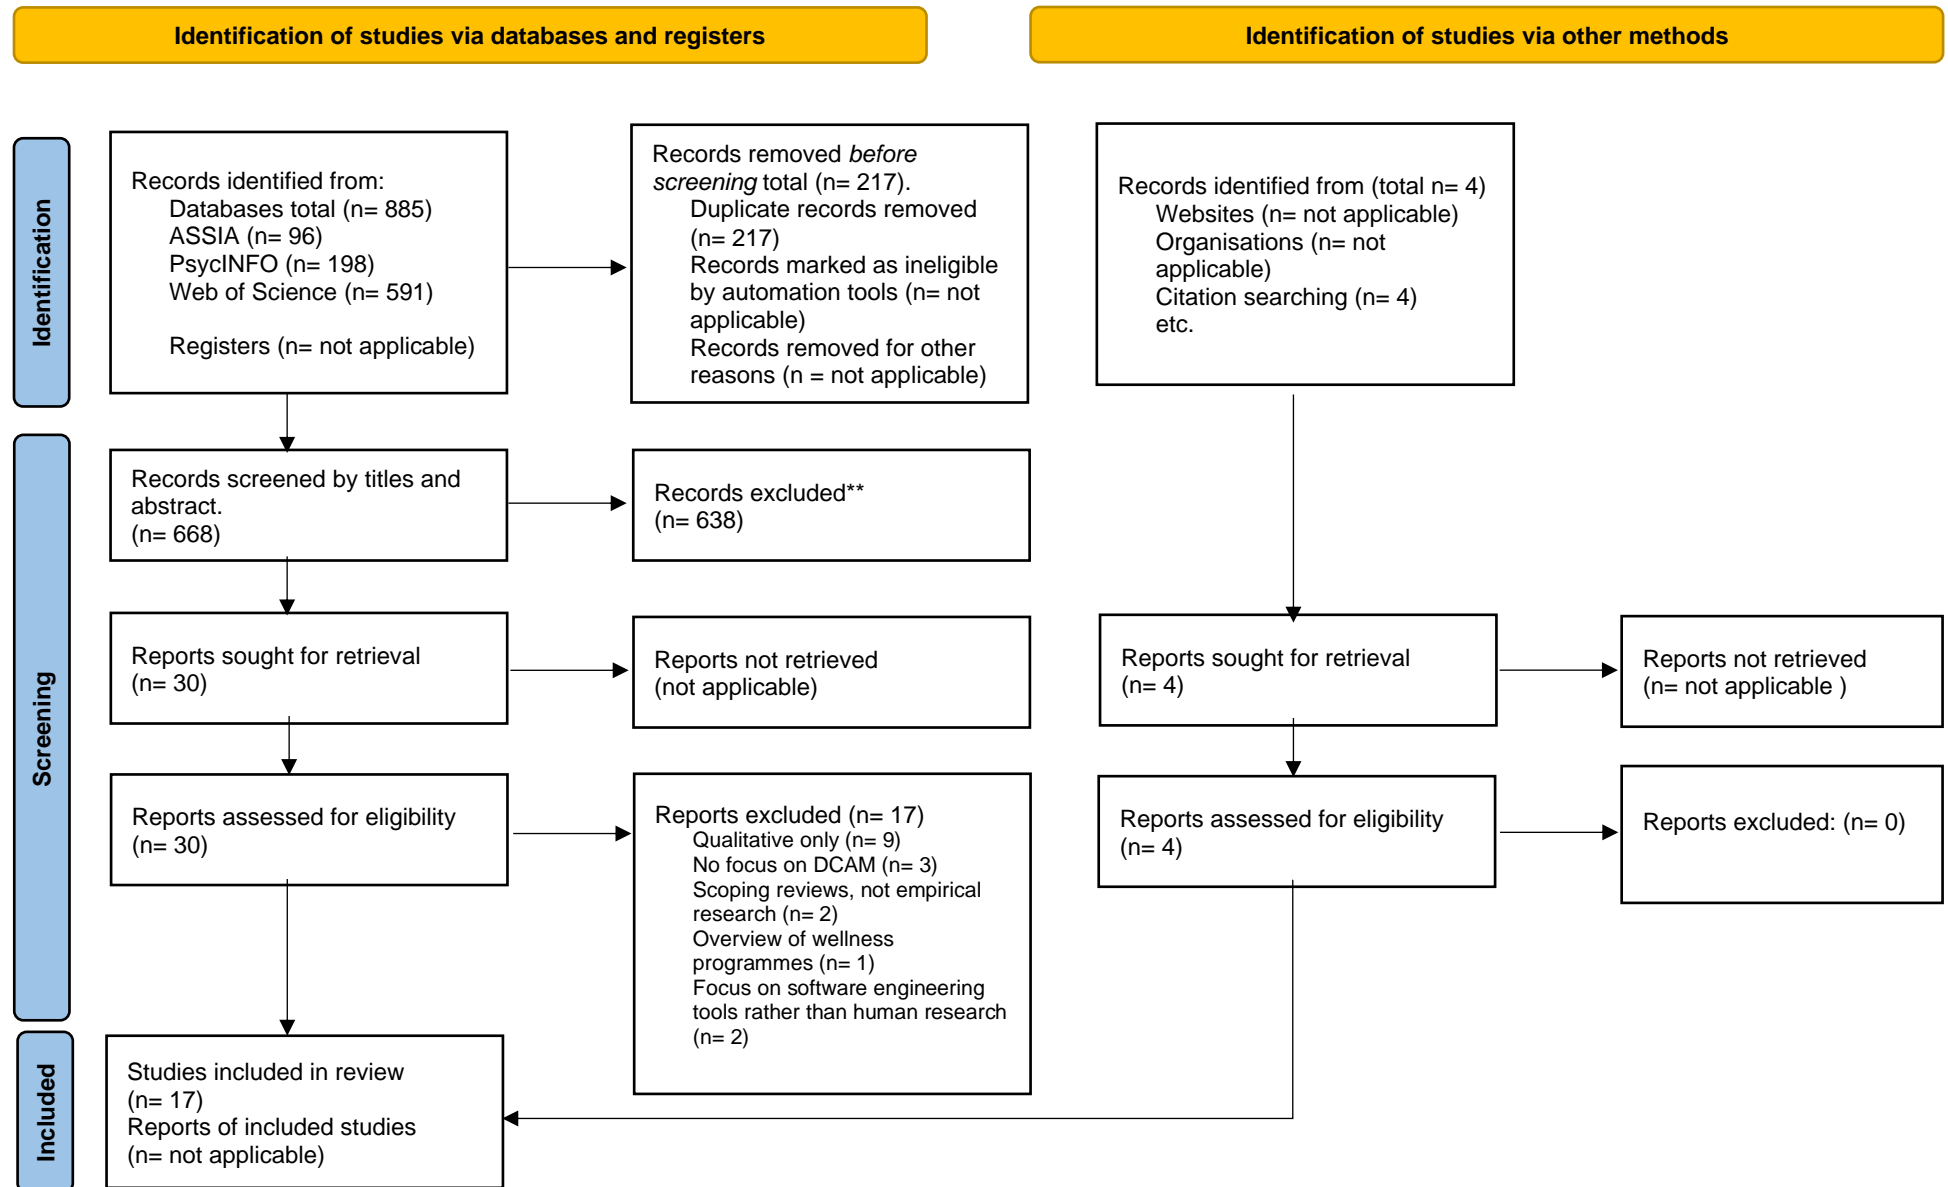 Identification of studies via databases and registers
Identification of studies via other methods
Identification
Records identified from:
Databases total (n= 885)
ASSIA (n= 96)
PsycINFO (n= 198)
Web of Science (n= 591)
Registers (n= not applicable)
Records removed before
screening total (n= 217).
Duplicate records removed
(n= 217)
Records marked as ineligible
by automation tools (n= not
applicable)
Records removed for other
reasons (n = not applicable)
Records identified from (total n= 4)
Websites (n= not applicable)
Organisations (n= not
applicable)
Citation searching (n= 4)
etc.
Screening
Records screened by titles and
abstract.
(n= 668)
Records excluded**
(n= 638)
Reports sought for retrieval
(n= 30)
Reports not retrieved
(not applicable)
Reports sought for retrieval
(n= 4)
Reports not retrieved
(n= not applicable )
Reports assessed for eligibility
(n= 30)
Reports excluded (n= 17)
Qualitative only (n= 9)
No focus on DCAM (n= 3)
Scoping reviews, not empirical
research (n= 2)
Overview of wellness
programmes (n= 1)
Focus on software engineering
tools rather than human research
(n= 2)
Reports assessed for eligibility
(n= 4)
Reports excluded: (n= 0)
Included
Studies included in review
(n= 17)
Reports of included studies
(n= not applicable)